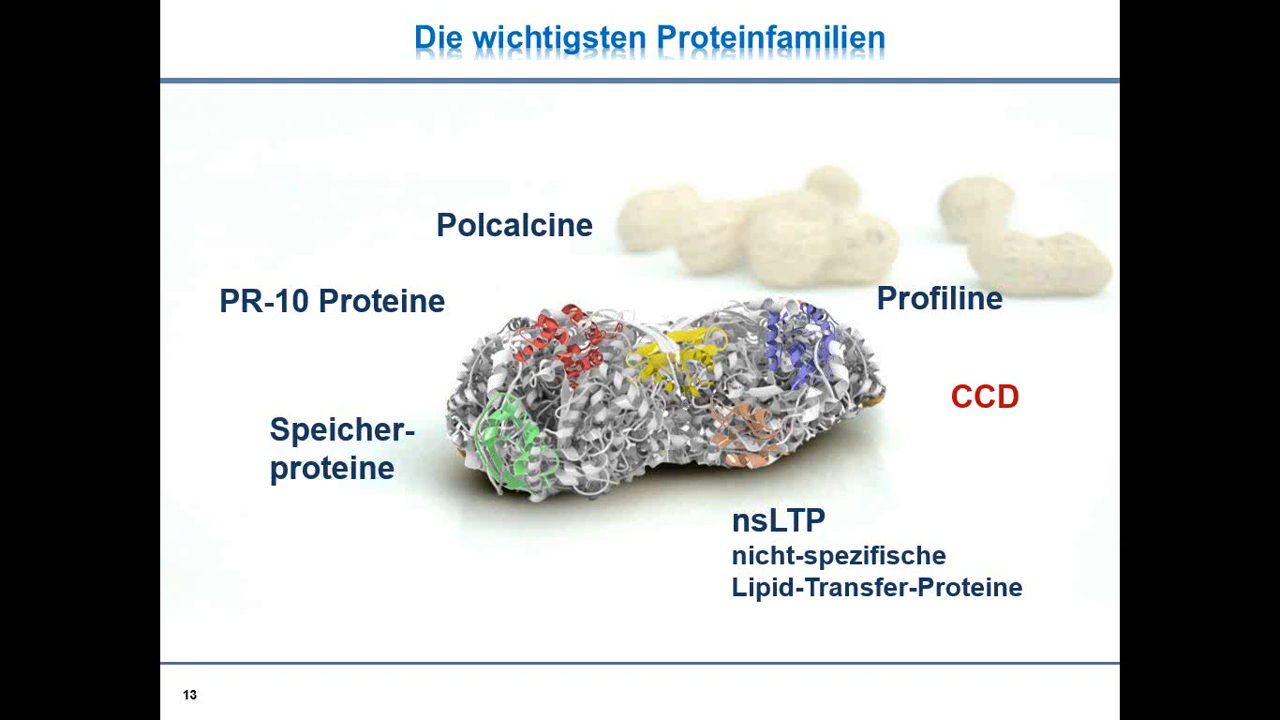 Die wichtigsten Proteinfamilien
Polcalcine
PR-10 Proteine
Profiline
CCD
Speicher-
proteine
nsLTP
nicht-spezifische
Lipid-Transfer-Proteine
13